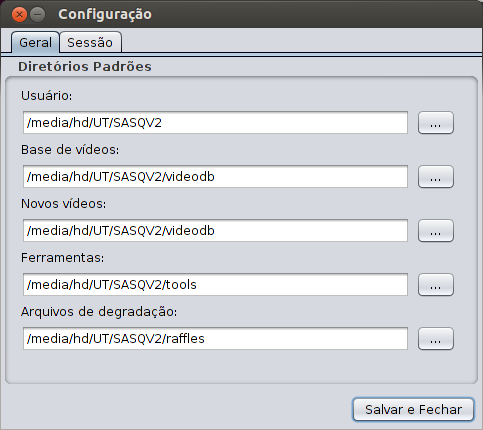 Configuração
Geral Sessão
Diretórios Padrões
Usuário:
/media/hd/UT/SASQV2 ...
Base de vídeos:
/media/hd/UT/SASQV2/videodb ...
Novos vídeos:
/media/hd/UT/SASQV2/videodb ...
Ferramentas:
/media/hd/UT/SASQV2/tools ...
Arquivos de degradação:
/media/hd/UT/SASQV2/raffles ...
Salvar e Fechar